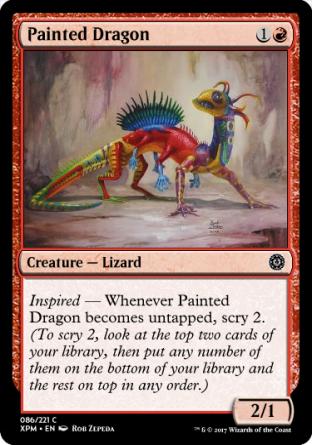 Painted Dragon 1
Creature — Lizard
Inspired — Whenever Painted
Dragon becomes untapped, scry 2.
(To scry 2, look at the top two cards of
your library, then put any number of
them on the bottom of your library and
the rest on top in any order.)
2/1
086/221 C
XPM • EN Rob Zepeda
™ & © 2017 Wizards of the Coast